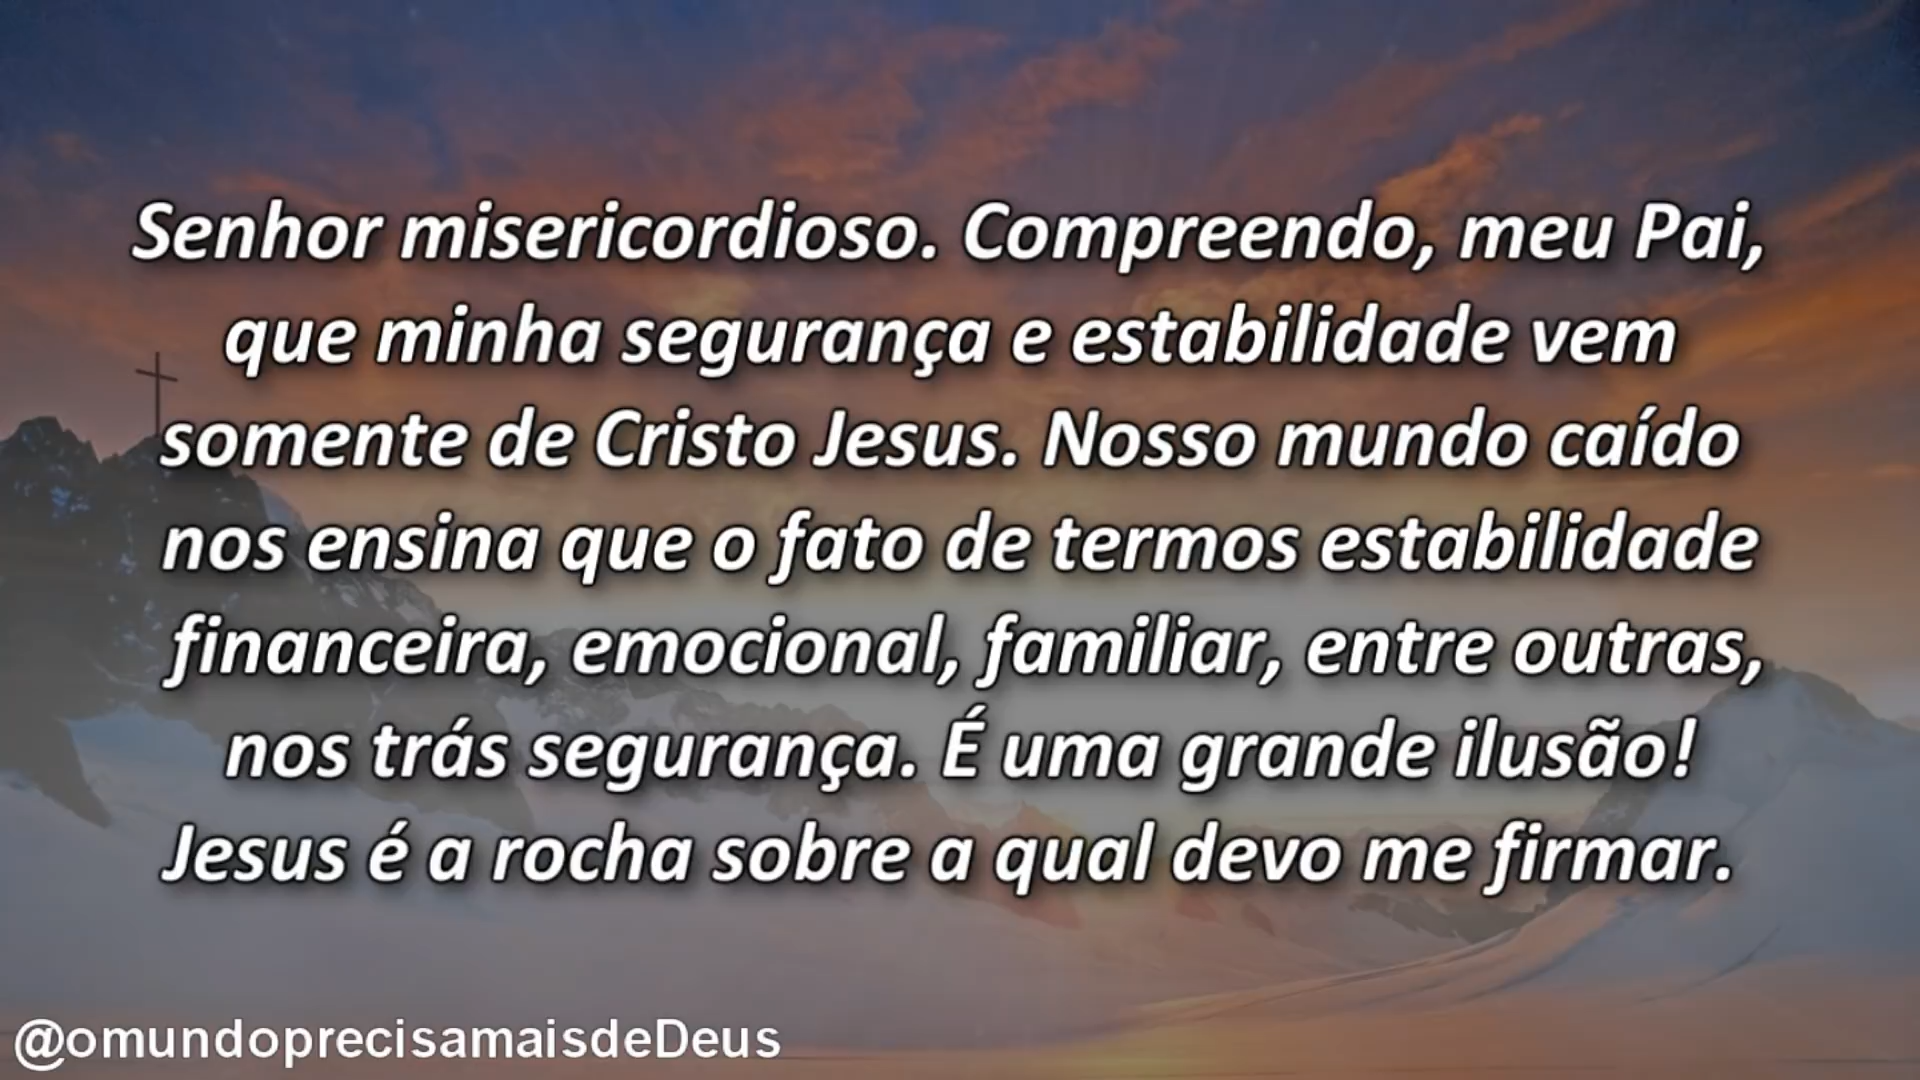 Senhor misericordioso. Compreendo, meu Pai,
que minha segurança e estabilidade vem
somente de Cristo Jesus. Nosso mundo caído
nos ensina que o fato de termos estabilidade
financeira, emocional, familiar, entre outras,
nos trás segurança. É uma grande ilusão!
Jesus é a rocha sobre a qual devo me firmar.
@omundoprecisamaisdeDeus